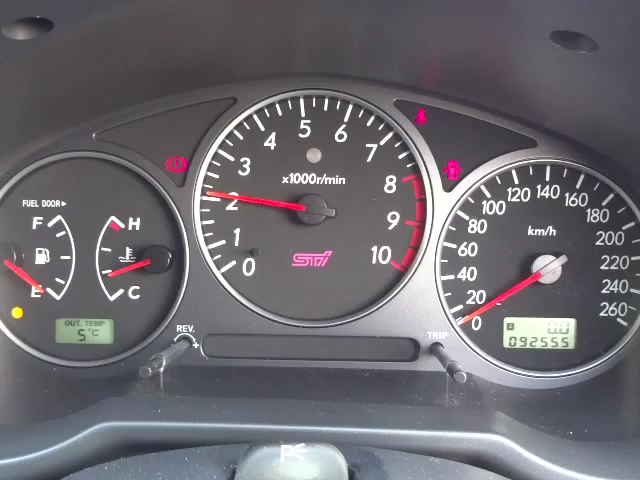 FUEL DOOR ▶
F
E
H
C
OUT. TEMP
5°C
REV.
+
0
1
2
3
4
5
6
7
8
9
10
x1000r/min
STi
TRIP
0
20
40
60
80
100
120
140
160
180
200
220
240
260
km/h
A 0.0
092555
P